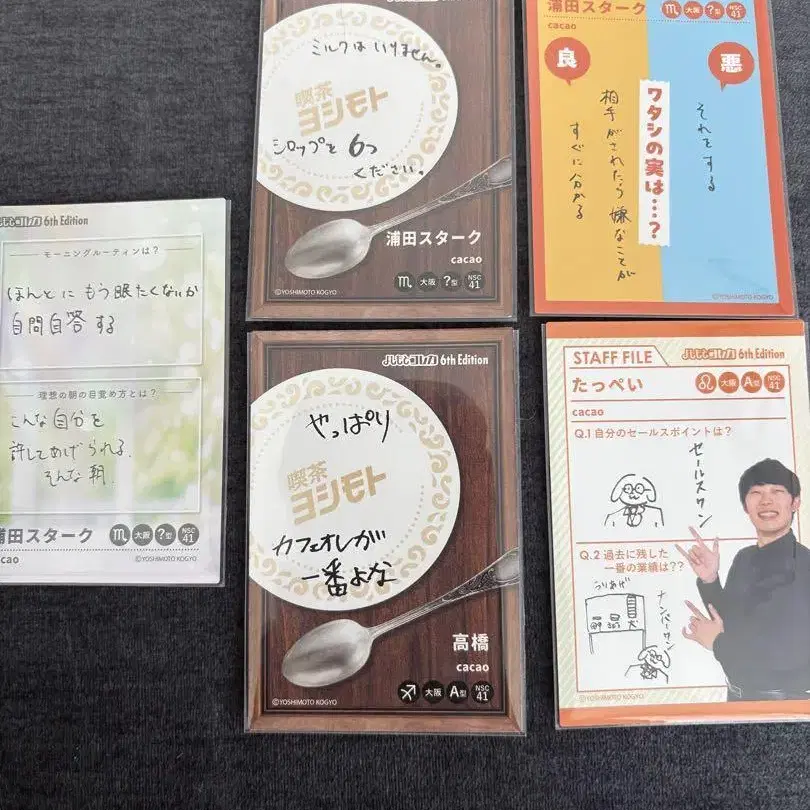 6th Edition
モーニングルーティンは?
ほんとに もう眠たくないか
自問自答する
理想の朝の目覚め方とは?
こんな自分を
許してあげられる。
そんな朝。
浦田スターク
♏ 大阪 ?型 NSC 41
cacao
©YOSHIMOTO KOGYO
ミルクはいりません。
喫茶
ヨシモト
シロップを 6つ
ください。
浦田スターク
cacao
♏ 大阪 ?型 NSC 41
©YOSHIMOTO KOGYO
浦田スターク
♏ 大阪 ?型 NSC 41
cacao
良
悪
ワタシの実は…?
相手がされたら嫌なことが
すぐに分かる
それをする
©YOSHIMOTO KOGYO
6th Edition
やっぱり
喫茶
ヨシモト
カフェオレが
一番よな
高橋
cacao
♐ 大阪 A型 NSC 41
©YOSHIMOTO KOGYO
STAFF FILE
6th Edition
たっぺい
♌ 大阪 A型 NSC 41
cacao
Q.1 自分のセールスポイントは?
セールスマン
Q.2 過去に残した
一番の業績は??
うりあげ
ナンバーワン
©YOSHIMOTO KOGYO